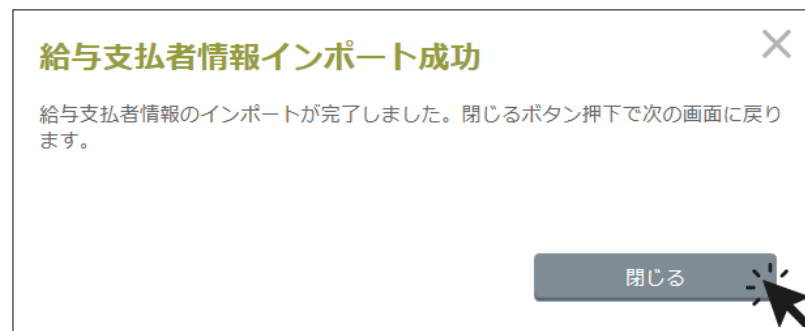 給与支払者情報インポート成功
給与支払者情報のインポートが完了しました。閉じるボタン押下で次の画面に戻り
ます。
閉じる